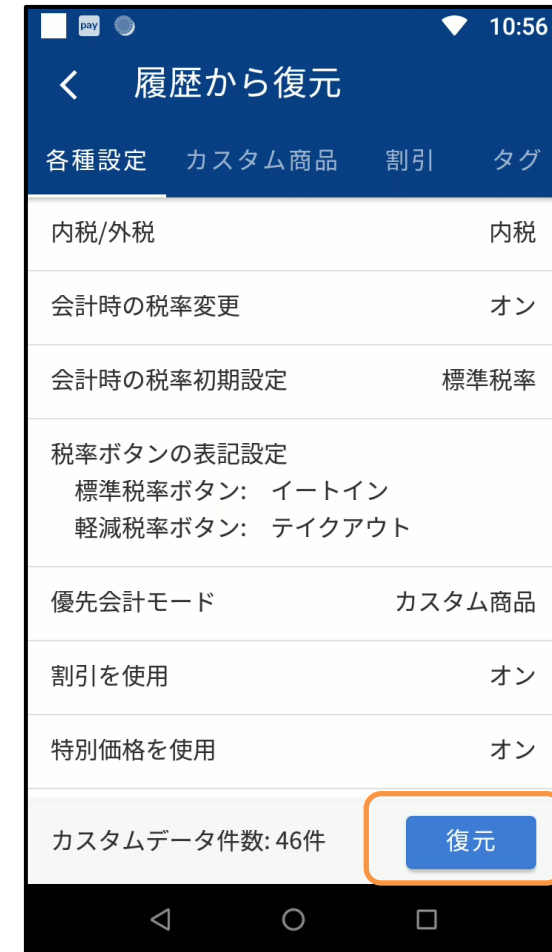 pay
10:56
履歴から復元
各種設定 カスタム商品 割引 タグ
内税/外税 内税
会計時の税率変更 オン
会計時の税率初期設定 標準税率
税率ボタンの表記設定
標準税率ボタン: イートイン
軽減税率ボタン: テイクアウト
優先会計モード カスタム商品
割引を使用 オン
特別価格を使用 オン
カスタムデータ件数: 46件 復元